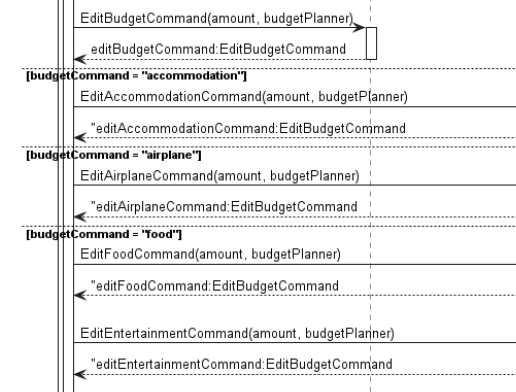 EditBudgetCommand(amount, budgetPlanner)
editBudgetCommand:EditBudgetCommand
[budgetCommand = "accommodation"]
EditAccommodationCommand(amount, budgetPlanner)
"editAccommodationCommand:EditBudgetCommand
[budgetCommand = "airplane"]
EditAirplaneCommand(amount, budgetPlanner)
"editAirplaneCommand:EditBudgetCommand
[budgetCommand = "food"]
EditFoodCommand(amount, budgetPlanner)
"editFoodCommand:EditBudgetCommand
EditEntertainmentCommand(amount, budgetPlanner)
"editEntertainmentCommand:EditBudgetCommand